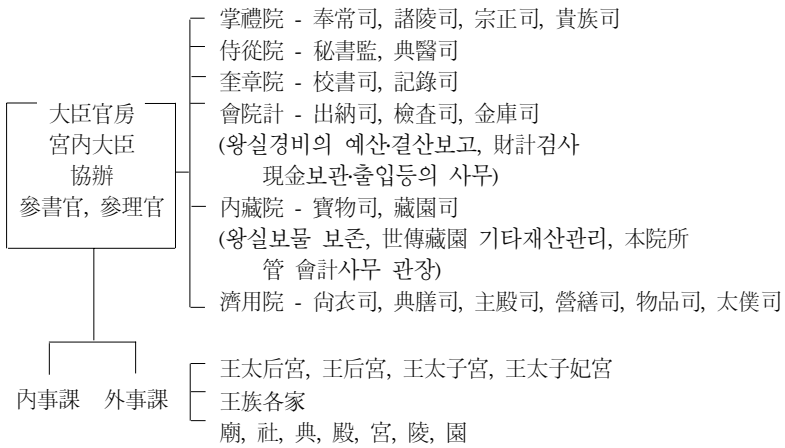 掌禮院 - 奉常司, 諸陵司, 宗正司, 貴族司
侍從院 - 秘書監, 典醫司
奎章院 - 校書司, 記錄司
會院計 - 出納司, 檢査司, 金庫司
(왕실경비의 예산·결산보고, 財計검사
現金보관·출입등의 사무)
內藏院 - 寶物司, 藏園司
(왕실보물 보존, 世傳藏園 기타재산관리, 本院所
管 會計사무 관장)
濟用院 - 尙衣司, 典膳司, 主殿司, 營繕司, 物品司, 太僕司
大臣官房
宮內大臣
協辦
參書官, 參理官
內事課 外事課
王太后宮, 王后宮, 王太子宮, 王太子妃宮
王族各家
廟, 社, 典, 殿, 宮, 陵, 園